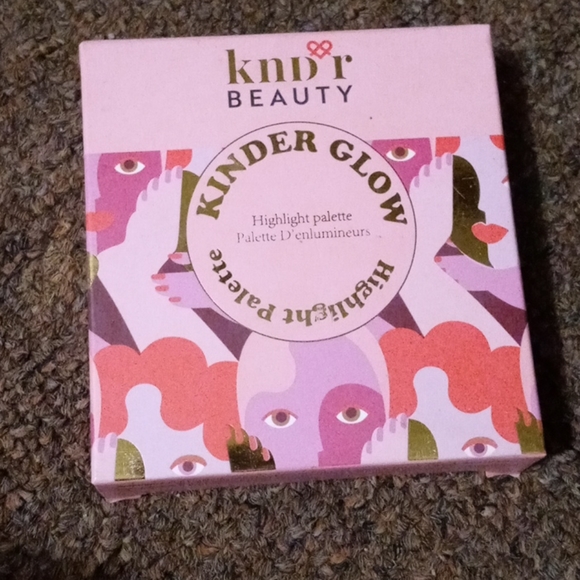 knd r
BEAUTY
KINDER GLOW
Highlight palette
Palette D'enlumineurs
Highlight Palette